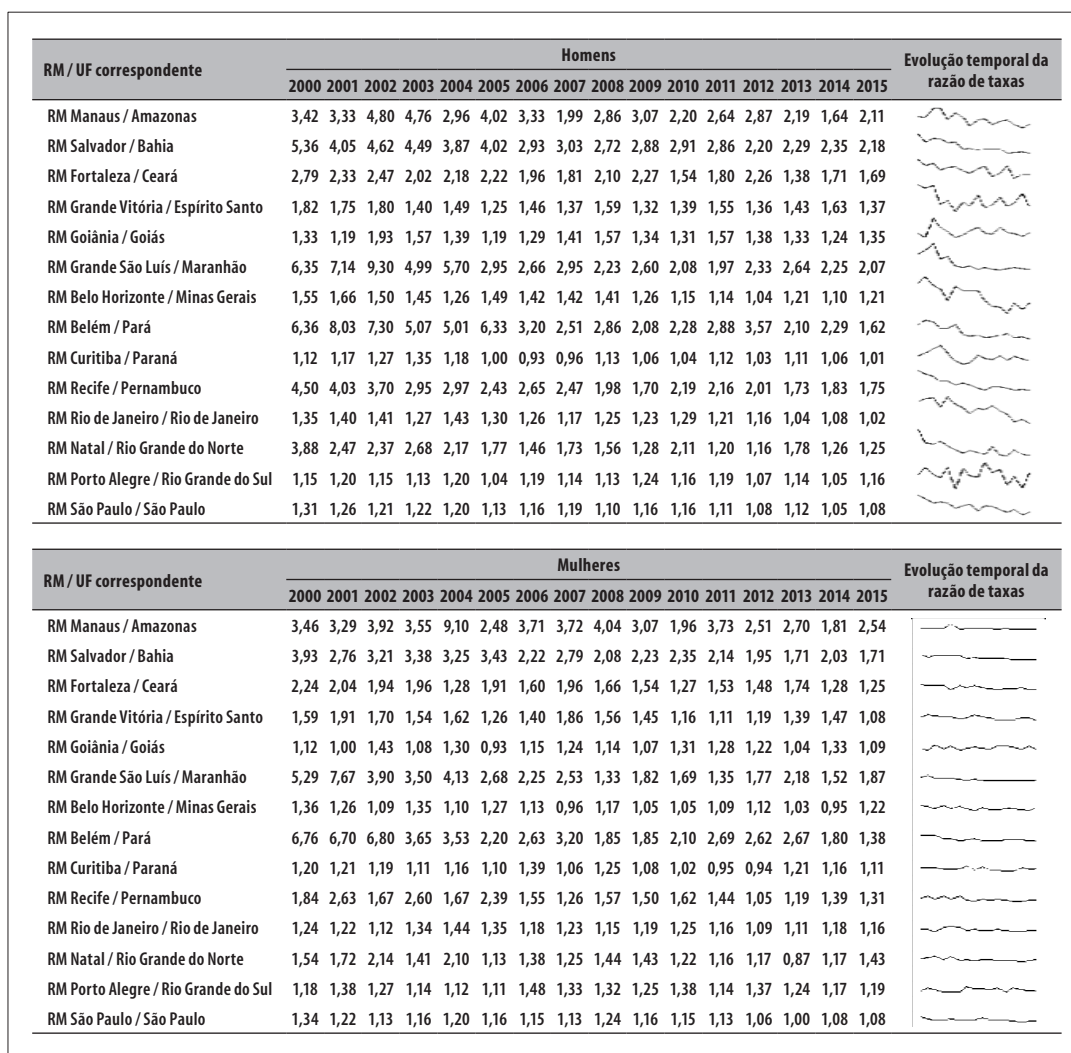 RM / UF correspondente Homens Evolução temporal da razão de taxas
2000 2001 2002 2003 2004 2005 2006 2007 2008 2009 2010 2011 2012 2013 2014 2015
RM Manaus / Amazonas 3,42 3,33 4,80 4,76 2,96 4,02 3,33 1,99 2,86 3,07 2,20 2,64 2,87 2,19 1,64 2,11
RM Salvador / Bahia 5,36 4,05 4,62 4,49 3,87 4,02 2,93 3,03 2,72 2,88 2,91 2,86 2,20 2,29 2,35 2,18
RM Fortaleza / Ceará 2,79 2,33 2,47 2,02 2,18 2,22 1,96 1,81 2,10 2,27 1,54 1,80 2,26 1,38 1,71 1,69
RM Grande Vitória / Espírito Santo 1,82 1,75 1,80 1,40 1,49 1,25 1,46 1,37 1,59 1,32 1,39 1,55 1,36 1,43 1,63 1,37
RM Goiânia / Goiás 1,33 1,19 1,93 1,57 1,39 1,19 1,29 1,41 1,57 1,34 1,31 1,57 1,38 1,33 1,24 1,35
RM Grande São Luís / Maranhão 6,35 7,14 9,30 4,99 5,70 2,95 2,66 2,95 2,23 2,60 2,08 1,97 2,33 2,64 2,25 2,07
RM Belo Horizonte / Minas Gerais 1,55 1,66 1,50 1,45 1,26 1,49 1,42 1,42 1,41 1,26 1,15 1,14 1,04 1,21 1,10 1,21
RM Belém / Pará 6,36 8,03 7,30 5,07 5,01 6,33 3,20 2,51 2,86 2,08 2,28 2,88 3,57 2,10 2,29 1,62
RM Curitiba / Paraná 1,12 1,17 1,27 1,35 1,18 1,00 0,93 0,96 1,13 1,06 1,04 1,12 1,03 1,11 1,06 1,01
RM Recife / Pernambuco 4,50 4,03 3,70 2,95 2,97 2,43 2,65 2,47 1,98 1,70 2,19 2,16 2,01 1,73 1,83 1,75
RM Rio de Janeiro / Rio de Janeiro 1,35 1,40 1,41 1,27 1,43 1,30 1,26 1,17 1,25 1,23 1,29 1,21 1,16 1,04 1,08 1,02
RM Natal / Rio Grande do Norte 3,88 2,47 2,37 2,68 2,17 1,77 1,46 1,73 1,56 1,28 2,11 1,20 1,16 1,78 1,26 1,25
RM Porto Alegre / Rio Grande do Sul 1,15 1,20 1,15 1,13 1,20 1,04 1,19 1,14 1,13 1,24 1,16 1,19 1,07 1,14 1,05 1,16
RM São Paulo / São Paulo 1,31 1,26 1,21 1,22 1,20 1,13 1,16 1,19 1,10 1,16 1,16 1,11 1,08 1,12 1,05 1,08
RM / UF correspondente Mulheres Evolução temporal da razão de taxas
2000 2001 2002 2003 2004 2005 2006 2007 2008 2009 2010 2011 2012 2013 2014 2015
RM Manaus / Amazonas 3,46 3,29 3,92 3,55 9,10 2,48 3,71 3,72 4,04 3,07 1,96 3,73 2,51 2,70 1,81 2,54
RM Salvador / Bahia 3,93 2,76 3,21 3,38 3,25 3,43 2,22 2,79 2,08 2,23 2,35 2,14 1,95 1,71 2,03 1,71
RM Fortaleza / Ceará 2,24 2,04 1,94 1,96 1,28 1,91 1,60 1,96 1,66 1,54 1,27 1,53 1,48 1,74 1,28 1,25
RM Grande Vitória / Espírito Santo 1,59 1,91 1,70 1,54 1,62 1,26 1,40 1,86 1,56 1,45 1,16 1,11 1,19 1,39 1,47 1,08
RM Goiânia / Goiás 1,12 1,00 1,43 1,08 1,30 0,93 1,15 1,24 1,14 1,07 1,31 1,28 1,22 1,04 1,33 1,09
RM Grande São Luís / Maranhão 5,29 7,67 3,90 3,50 4,13 2,68 2,25 2,53 1,33 1,82 1,69 1,35 1,77 2,18 1,52 1,87
RM Belo Horizonte / Minas Gerais 1,36 1,26 1,09 1,35 1,10 1,27 1,13 0,96 1,17 1,05 1,05 1,09 1,12 1,03 0,95 1,22
RM Belém / Pará 6,76 6,70 6,80 3,65 3,53 2,20 2,63 3,20 1,85 1,85 2,10 2,69 2,62 2,67 1,80 1,38
RM Curitiba / Paraná 1,20 1,21 1,19 1,11 1,16 1,10 1,39 1,06 1,25 1,08 1,02 0,95 0,94 1,21 1,16 1,11
RM Recife / Pernambuco 1,84 2,63 1,67 2,60 1,67 2,39 1,55 1,26 1,57 1,50 1,62 1,44 1,05 1,19 1,39 1,31
RM Rio de Janeiro / Rio de Janeiro 1,24 1,22 1,12 1,34 1,44 1,35 1,18 1,23 1,15 1,19 1,25 1,16 1,09 1,11 1,18 1,16
RM Natal / Rio Grande do Norte 1,54 1,72 2,14 1,41 2,10 1,13 1,38 1,25 1,44 1,43 1,22 1,16 1,17 0,87 1,17 1,43
RM Porto Alegre / Rio Grande do Sul 1,18 1,38 1,27 1,14 1,12 1,11 1,48 1,33 1,32 1,25 1,38 1,14 1,37 1,24 1,17 1,19
RM São Paulo / São Paulo 1,34 1,22 1,13 1,16 1,20 1,16 1,15 1,13 1,24 1,16 1,15 1,13 1,06 1,00 1,08 1,08